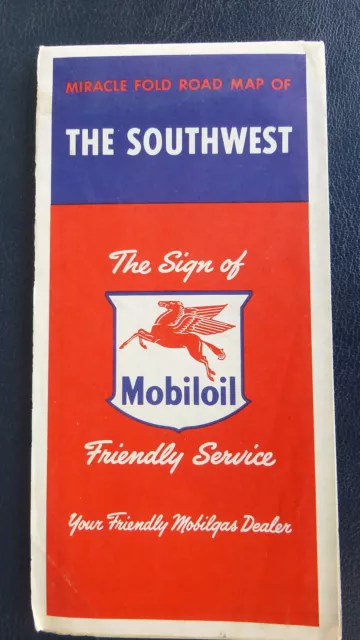 MIRACLE FOLD ROAD MAP OF
THE SOUTHWEST
The Sign of
Mobiloil
Friendly Service
Your Friendly Mobilgas Dealer